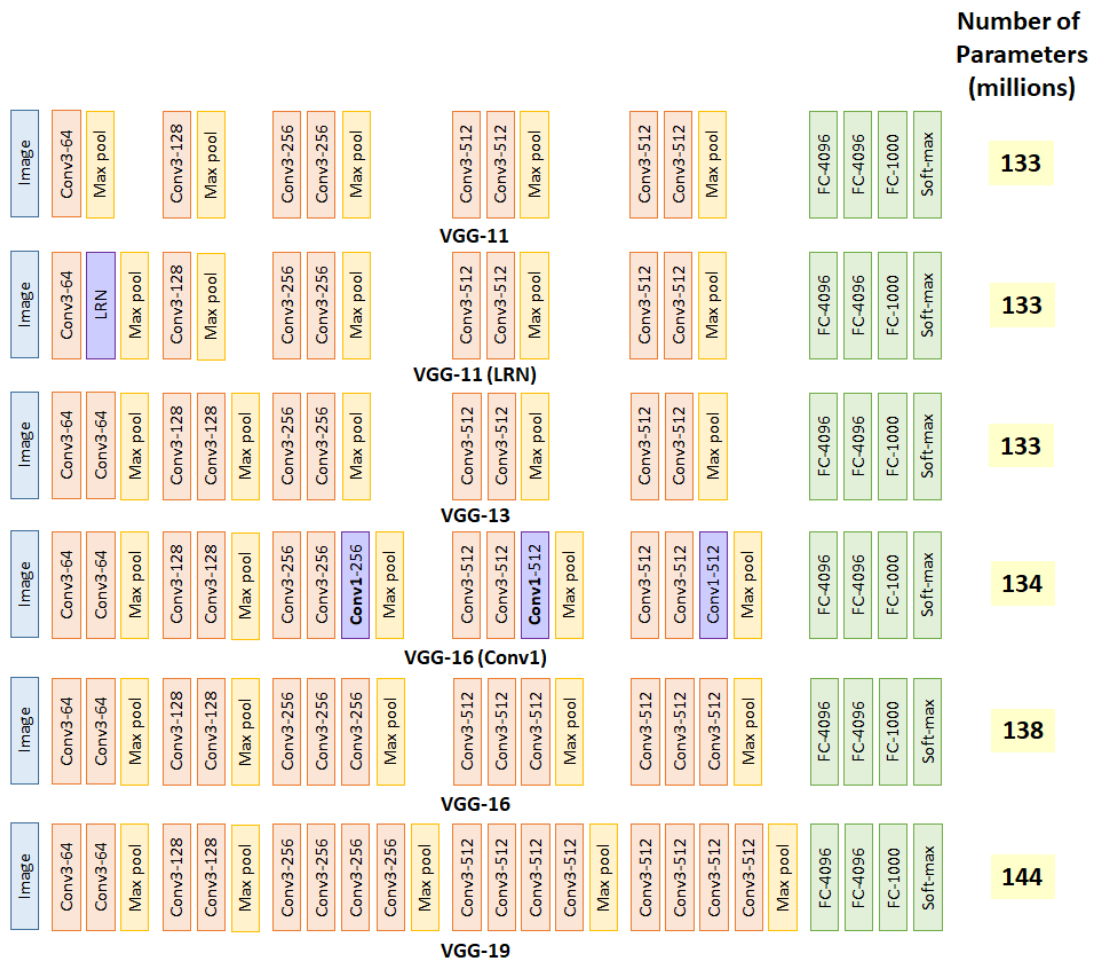 Number of
Parameters
(millions)
Image
Conv3-64
Max pool
Conv3-128
Max pool
Conv3-256
Conv3-256
Max pool
Conv3-512
Conv3-512
Max pool
Conv3-512
Conv3-512
Max pool
FC-4096
FC-4096
FC-1000
Soft-max
133
VGG-11
Image
Conv3-64
LRN
Max pool
Conv3-128
Max pool
Conv3-256
Conv3-256
Max pool
Conv3-512
Conv3-512
Max pool
Conv3-512
Conv3-512
Max pool
FC-4096
FC-4096
FC-1000
Soft-max
133
VGG-11 (LRN)
Image
Conv3-64
Conv3-64
Max pool
Conv3-128
Conv3-128
Max pool
Conv3-256
Conv3-256
Max pool
Conv3-512
Conv3-512
Max pool
Conv3-512
Conv3-512
Max pool
FC-4096
FC-4096
FC-1000
Soft-max
133
VGG-13
Image
Conv3-64
Conv3-64
Max pool
Conv3-128
Conv3-128
Max pool
Conv3-256
Conv3-256
Conv1-256
Max pool
Conv3-512
Conv3-512
Conv1-512
Max pool
Conv3-512
Conv3-512
Conv1-512
Max pool
FC-4096
FC-4096
FC-1000
Soft-max
134
VGG-16 (Conv1)
Image
Conv3-64
Conv3-64
Max pool
Conv3-128
Conv3-128
Max pool
Conv3-256
Conv3-256
Conv3-256
Max pool
Conv3-512
Conv3-512
Conv3-512
Max pool
Conv3-512
Conv3-512
Conv3-512
Max pool
FC-4096
FC-4096
FC-1000
Soft-max
138
VGG-16
Image
Conv3-64
Conv3-64
Max pool
Conv3-128
Conv3-128
Max pool
Conv3-256
Conv3-256
Conv3-256
Conv3-256
Max pool
Conv3-512
Conv3-512
Conv3-512
Conv3-512
Max pool
Conv3-512
Conv3-512
Conv3-512
Conv3-512
Max pool
FC-4096
FC-4096
FC-1000
Soft-max
144
VGG-19